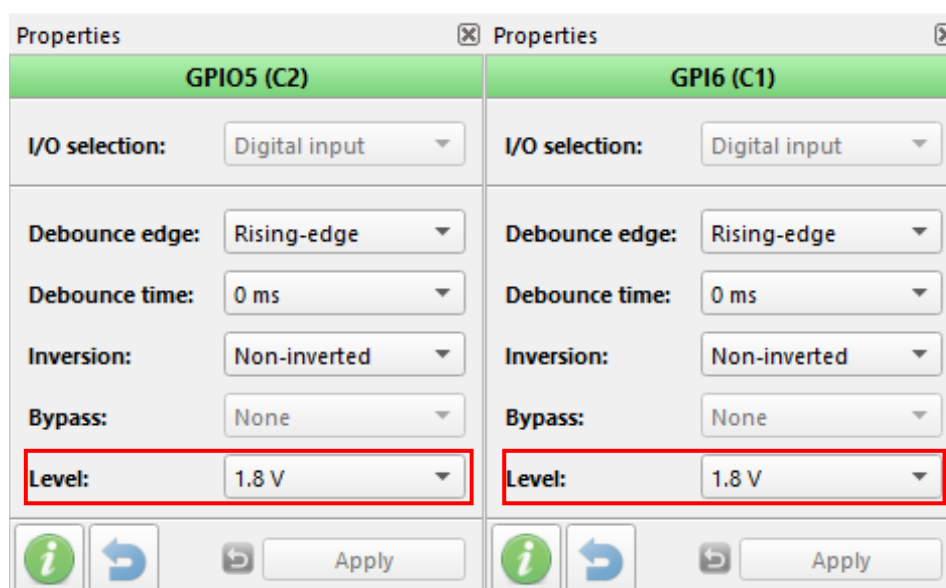 Properties
GPIO5 (C2)
I/O selection: Digital input
Debounce edge: Rising-edge
Debounce time: 0 ms
Inversion: Non-inverted
Bypass: None
Level: 1.8 V
Apply
Properties
GPI6 (C1)
I/O selection: Digital input
Debounce edge: Rising-edge
Debounce time: 0 ms
Inversion: Non-inverted
Bypass: None
Level: 1.8 V
Apply